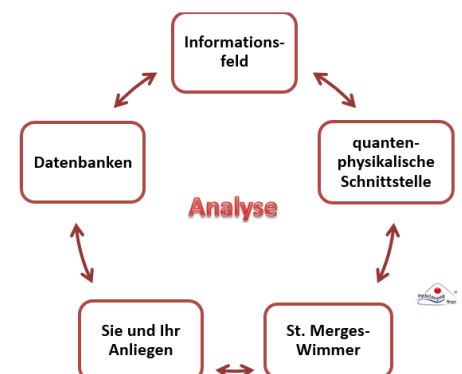 Informations-
feld
quanten-
physikalische
Schnittstelle
Datenbanken
Analyse
Sie und Ihr
Anliegen
St. Merges-
Wimmer